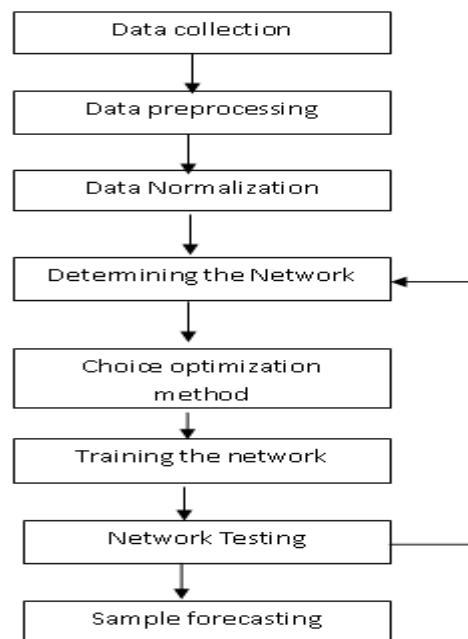 Data collection
Data preprocessing
Data Normalization
Determining the Network
Choice optimization
method
Training the network
Network Testing
Sample forecasting